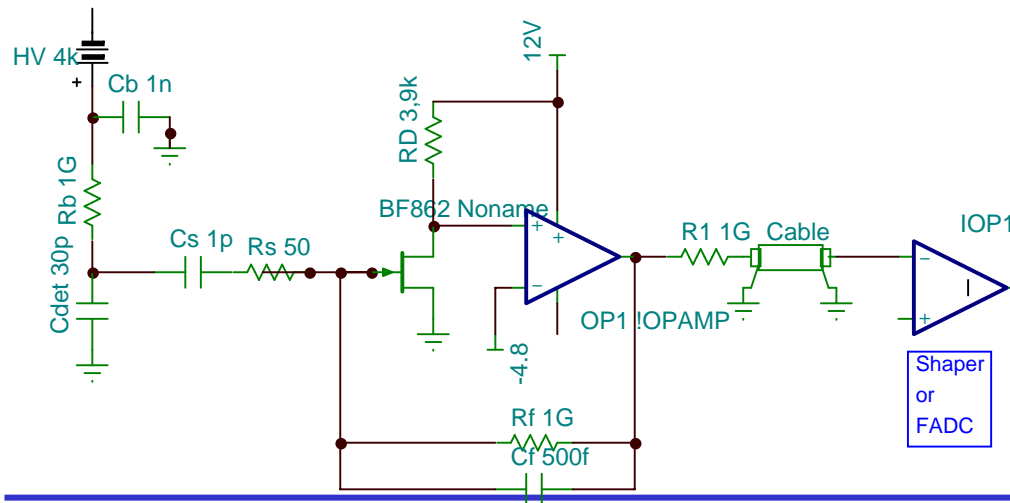 HV 4k
+
Cb 1n
Rb 1G
Cdet 30p
Cs 1p
Rs 50
12V
RD 3,9k
BF862 Noname
+
+
-
-4.8
OP1 !OPAMP
Rf 1G
Cf 500f
R1 1G
Cable
IOP1
-
+
Shaper
or
FADC